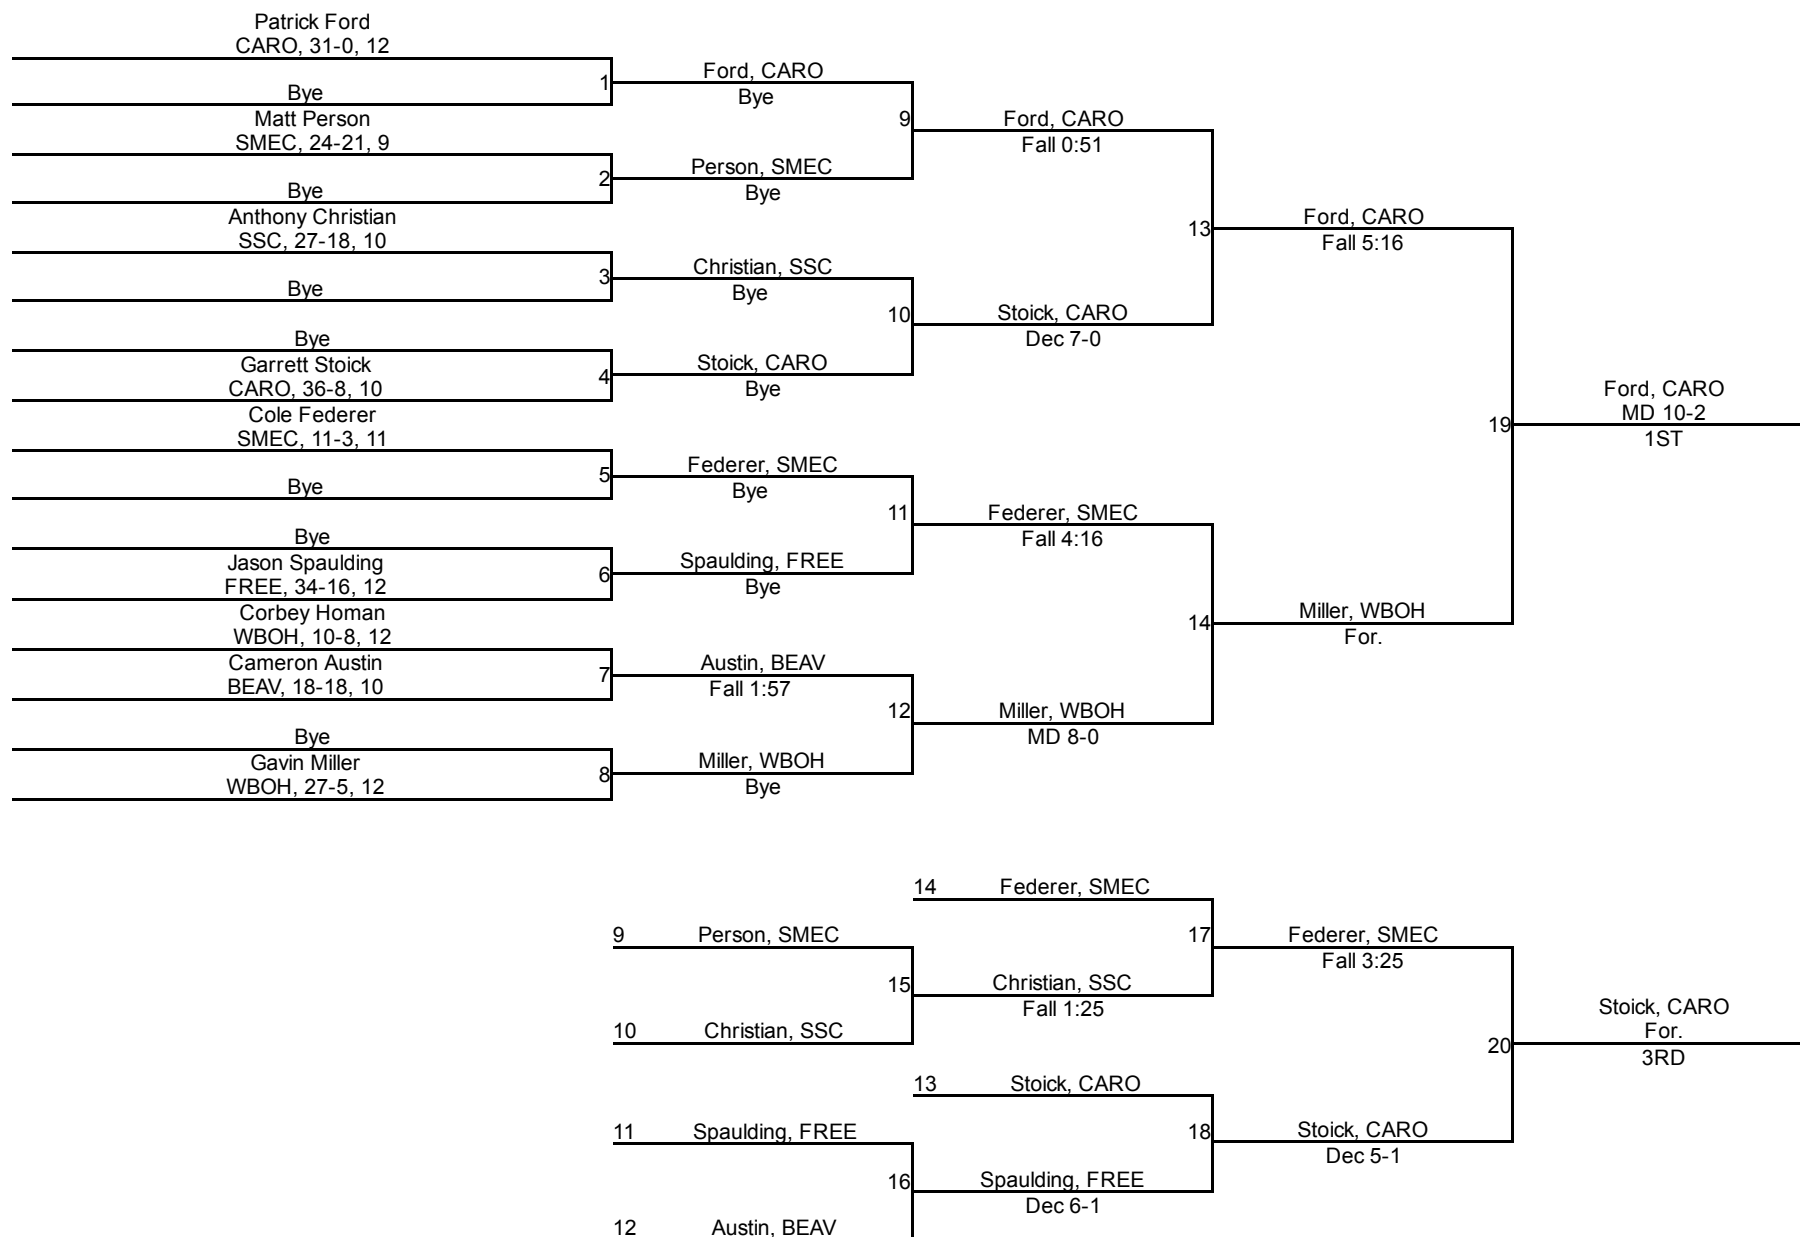 Patrick Ford
CARO, 31-0, 12
Bye
1
Matt Person
SMEC, 24-21, 9
Bye
2
Anthony Christian
SSC, 27-18, 10
Bye
3
Bye
Garrett Stoick
CARO, 36-8, 10
4
Cole Federer
SMEC, 11-3, 11
Bye
5
Bye
Jason Spaulding
FREE, 34-16, 12
6
Corbey Homan
WBOH, 10-8, 12
Cameron Austin
BEAV, 18-18, 10
7
Bye
Gavin Miller
WBOH, 27-5, 12
8
Ford, CARO
Bye
9
Person, SMEC
Bye
Christian, SSC
Bye
10
Stoick, CARO
Bye
Federer, SMEC
Bye
11
Spaulding, FREE
Bye
Austin, BEAV
Fall 1:57
12
Miller, WBOH
Bye
Ford, CARO
Fall 0:51
13
Stoick, CARO
Dec 7-0
Federer, SMEC
Fall 4:16
14
Miller, WBOH
MD 8-0
Ford, CARO
Fall 5:16
19
Miller, WBOH
For.
Ford, CARO
MD 10-2
1ST
14 Federer, SMEC
9 Person, SMEC
17
15
Christian, SSC
Fall 1:25
10 Christian, SSC
Federer, SMEC
Fall 3:25
13 Stoick, CARO
11 Spaulding, FREE
18
16
Spaulding, FREE
Dec 6-1
12 Austin, BEAV
Stoick, CARO
Dec 5-1
20
Stoick, CARO
For.
3RD